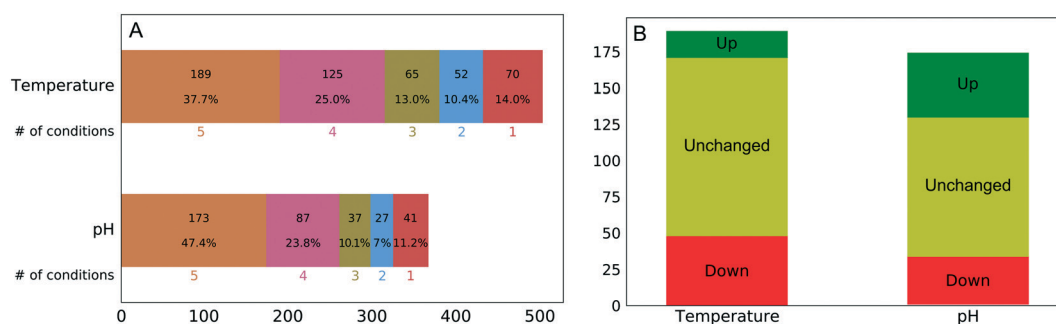 A
Temperature
189 125 65 52 70
37.7% 25.0% 13.0% 10.4% 14.0%
# of conditions 5 4 3 2 1
pH
173 87 37 27 41
47.4% 23.8% 10.1% 7% 11.2%
# of conditions 5 4 3 2 1
0 100 200 300 400 500
B
175
150
125
100
75
50
25
0
Up
Unchanged
Down
Up
Unchanged
Down
Temperature pH